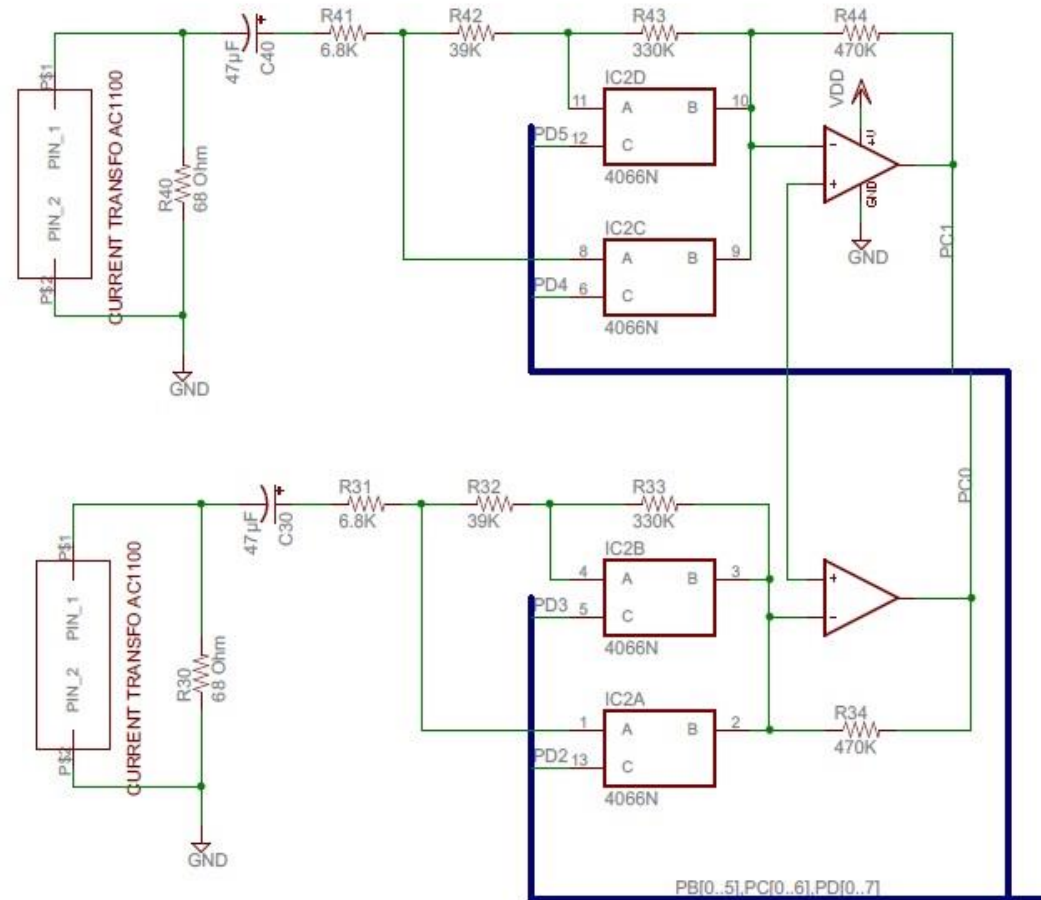 R41
6.8K
R42
39K
R43
330K
R44
470K
47µF
C40
P$1
PIN_1
PIN_2
P$2
CURRENT TRANSFO AC1100
R40
68 Ohm
GND
IC2D
11 A B 10
PD5 12 C
4066N
IC2C
8 A B 9
PD4 6 C
4066N
VDD
+V
-
+
GND
GND
PC1
R31
6.8K
R32
39K
R33
330K
47µF
C30
P$1
PIN_1
PIN_2
P$2
CURRENT TRANSFO AC1100
R30
68 Ohm
GND
IC2B
4 A B 3
PD3 5 C
4066N
IC2A
1 A B 2
PD2 13 C
4066N
+
-
R34
470K
PC0
PB[0..5],PC[0..6],PD[0..7]